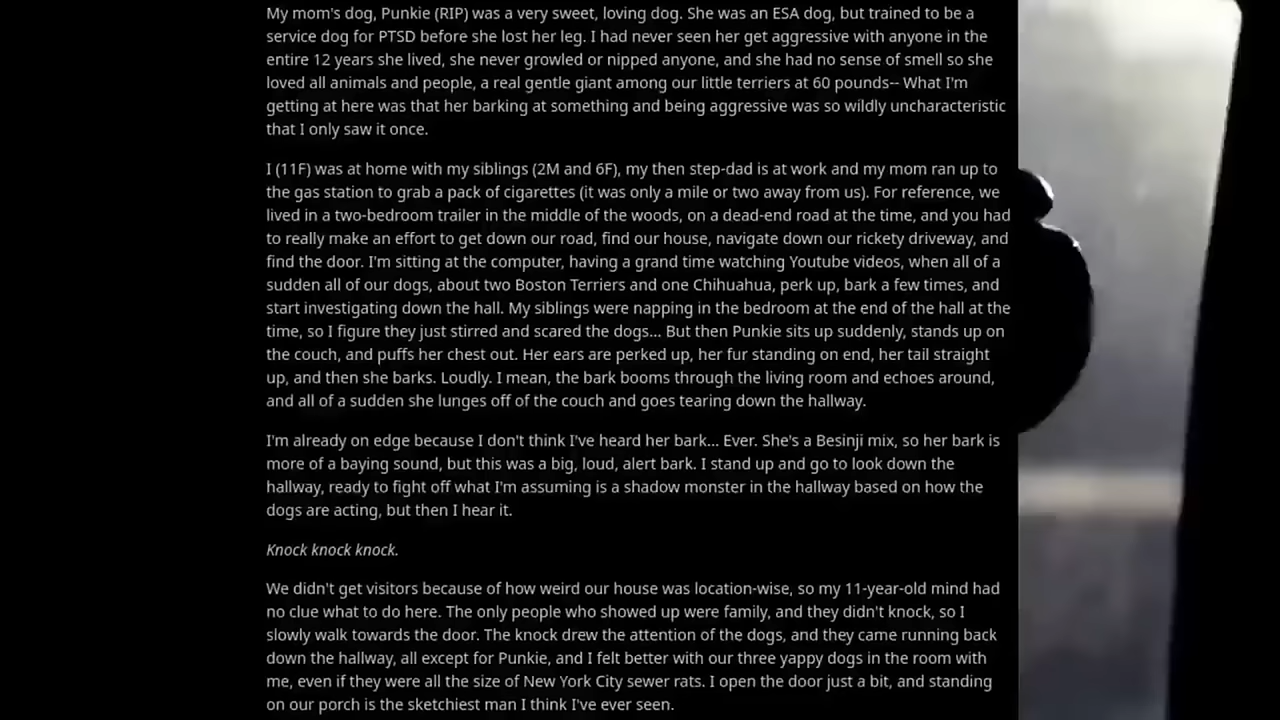 My mom's dog, Punkie (RIP) was a very sweet, loving dog. She was an ESA dog, but trained to be a
service dog for PTSD before she lost her leg. I had never seen her get aggressive with anyone in the
entire 12 years she lived, she never growled or nipped anyone, and she had no sense of smell so she
loved all animals and people, a real gentle giant among our little terriers at 60 pounds-- What I'm
getting at here was that her barking at something and being aggressive was so wildly uncharacteristic
that I only saw it once.
I (11F) was at home with my siblings (2M and 6F), my then step-dad is at work and my mom ran up to
the gas station to grab a pack of cigarettes (it was only a mile or two away from us). For reference, we
lived in a two-bedroom trailer in the middle of the woods, on a dead-end road at the time, and you had
to really make an effort to get down our road, find our house, navigate down our rickety driveway, and
find the door. I'm sitting at the computer, having a grand time watching Youtube videos, when all of a
sudden all of our dogs, about two Boston Terriers and one Chihuahua, perk up, bark a few times, and
start investigating down the hall. My siblings were napping in the bedroom at the end of the hall at the
time, so I figure they just stirred and scared the dogs... But then Punkie sits up suddenly, stands up on
the couch, and puffs her chest out. Her ears are perked up, her fur standing on end, her tail straight
up, and then she barks. Loudly. I mean, the bark booms through the living room and echoes around,
and all of a sudden she lunges off of the couch and goes tearing down the hallway.
I'm already on edge because I don't think I've heard her bark... Ever. She's a Besinji mix, so her bark is
more of a baying sound, but this was a big, loud, alert bark. I stand up and go to look down the
hallway, ready to fight off what I'm assuming is a shadow monster in the hallway based on how the
dogs are acting, but then I hear it.
Knock knock knock.
We didn't get visitors because of how weird our house was location-wise, so my 11-year-old mind had
no clue what to do here. The only people who showed up were family, and they didn't knock, so I
slowly walk towards the door. The knock drew the attention of the dogs, and they came running back
down the hallway, all except for Punkie, and I felt better with our three yappy dogs in the room with
me, even if they were all the size of New York City sewer rats. I open the door just a bit, and standing
on our porch is the sketchiest man I think I've ever seen.